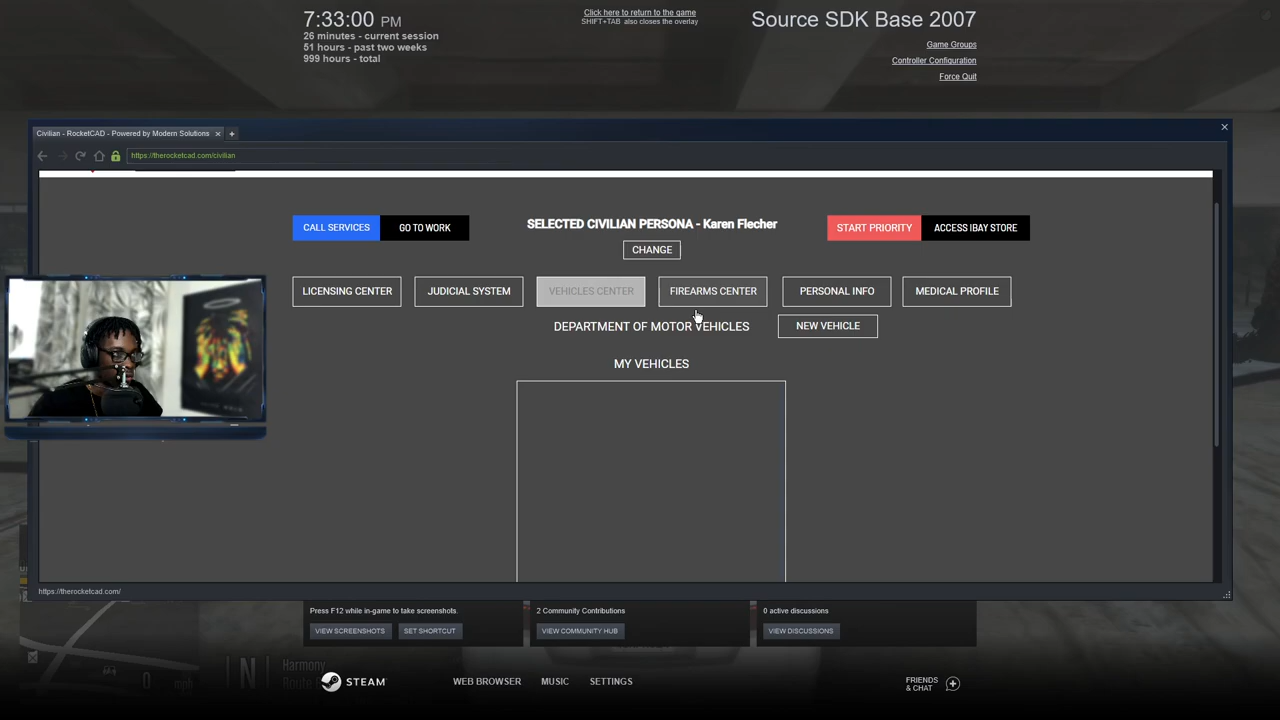 7:33:00 PM
26 minutes - current session
51 hours - past two weeks
999 hours - total
Click here to return to the game
SHIFT+TAB also closes the overlay
Source SDK Base 2007
Game Groups
Controller Configuration
Force Quit
Civilian - RocketCAD - Powered by Modern Solutions
https://therocketcad.com/civilian
CALL SERVICES
GO TO WORK
SELECTED CIVILIAN PERSONA - Karen Flecher
START PRIORITY
ACCESS IBAY STORE
CHANGE
LICENSING CENTER
JUDICIAL SYSTEM
VEHICLES CENTER
FIREARMS CENTER
PERSONAL INFO
MEDICAL PROFILE
DEPARTMENT OF MOTOR VEHICLES
NEW VEHICLE
MY VEHICLES
https://therocketcad.com/
Press F12 while in-game to take screenshots.
2 Community Contributions
0 active discussions
VIEW SCREENSHOTS
SET SHORTCUT
VIEW COMMUNITY HUB
VIEW DISCUSSIONS
0 mph
N
Harmony
Route
STEAM
WEB BROWSER
MUSIC
SETTINGS
FRIENDS
& CHAT